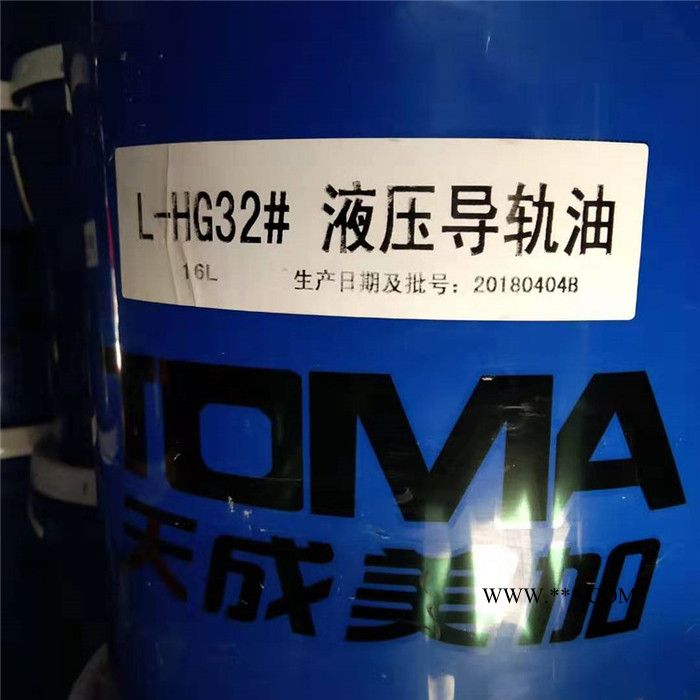 L-HG32# 液压导轨油
16L 生产日期及批号: 20180404B
TOMA
天成美加
WWW.**S.COM